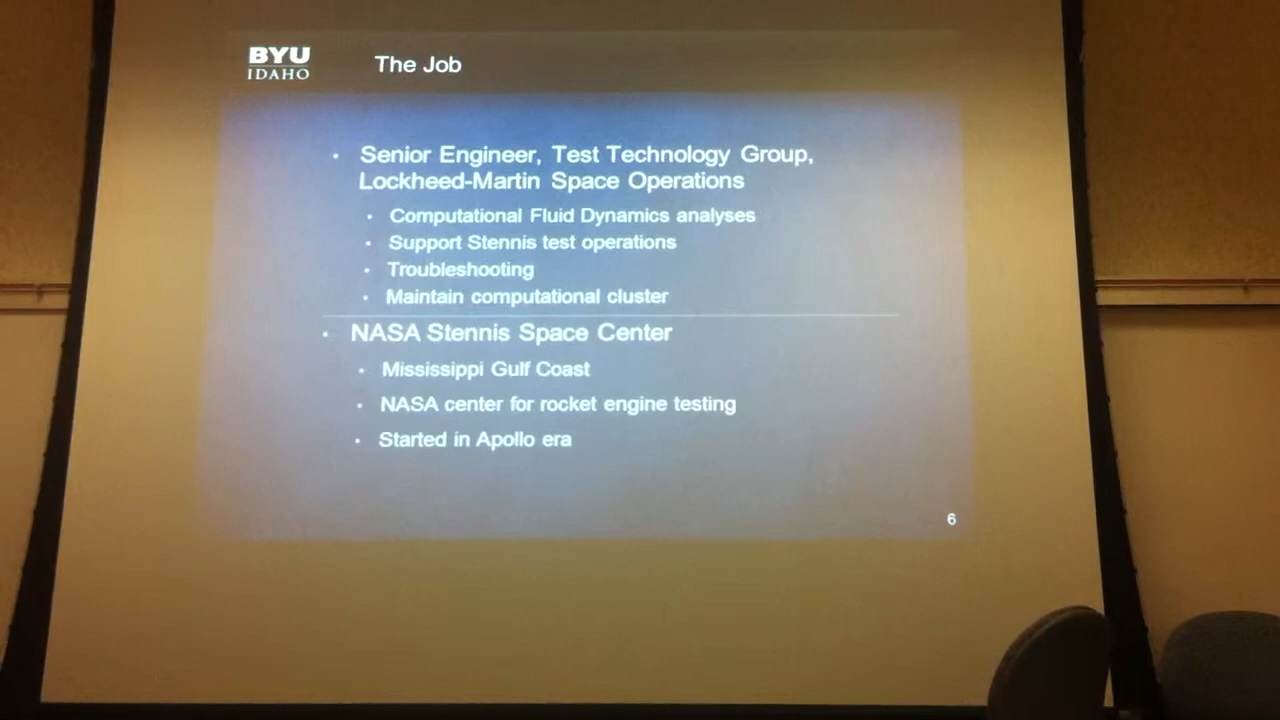 BYU
IDAHO
The Job
• Senior Engineer, Test Technology Group,
Lockheed-Martin Space Operations
• Computational Fluid Dynamics analyses
• Support Stennis test operations
• Troubleshooting
• Maintain computational cluster
• NASA Stennis Space Center
• Mississippi Gulf Coast
• NASA center for rocket engine testing
• Started in Apollo era
6